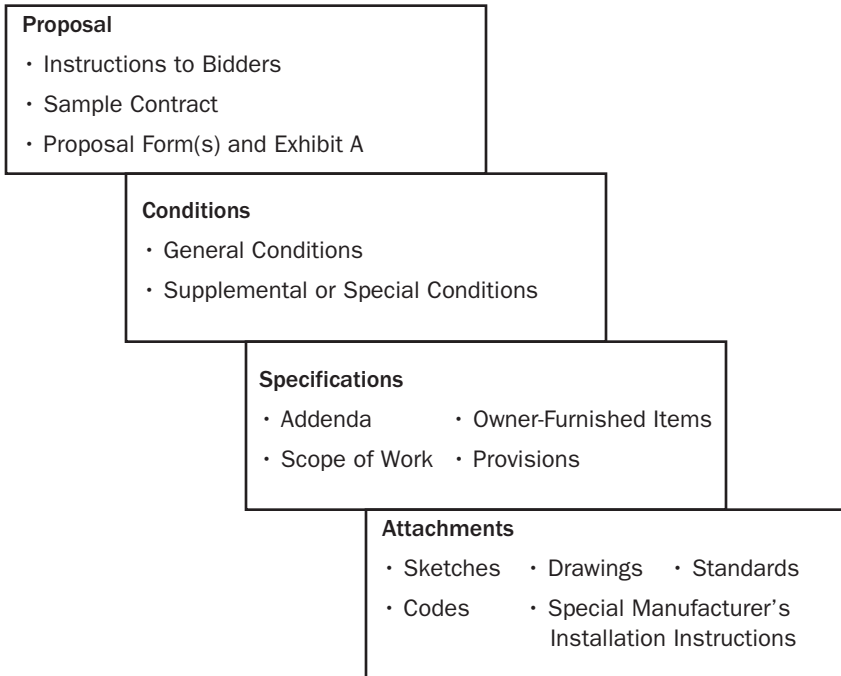 Proposal
· Instructions to Bidders
· Sample Contract
· Proposal Form(s) and Exhibit A
Conditions
· General Conditions
· Supplemental or Special Conditions
Specifications
· Addenda · Owner-Furnished Items
· Scope of Work · Provisions
Attachments
· Sketches · Drawings · Standards
· Codes · Special Manufacturer’s
Installation Instructions